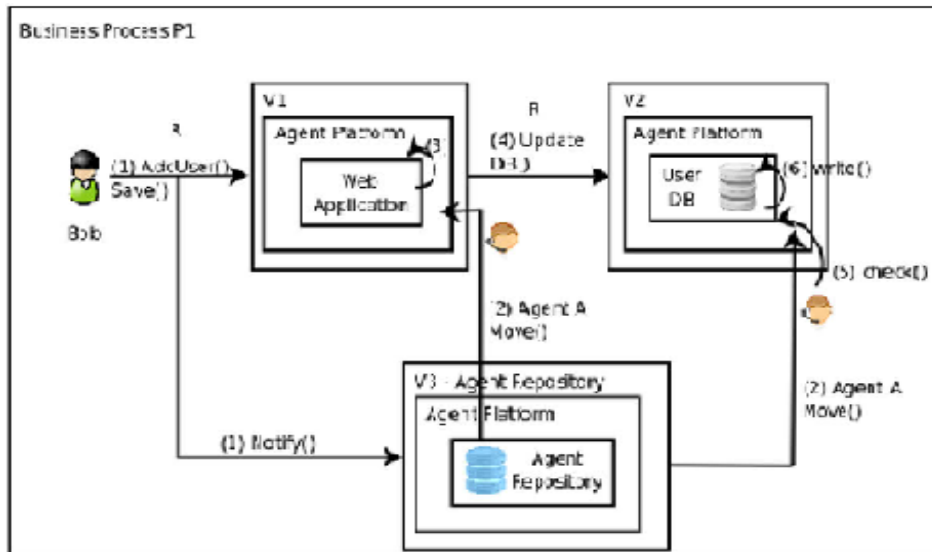 Business Process P1
R
(1) AddUser()
Save()
Bob
V1
Agent Platform
(3)
Web
Application
R
(4) Update
DB()
V2
Agent Platform
User
DB
(6) write()
(5) check()
(2) Agent A
Move()
(2) Agent A
Move()
V3 - Agent Repository
Agent Platform
Agent
Repository
(1) Notify()